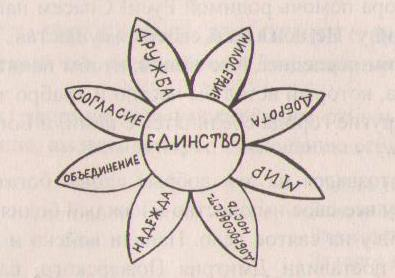 ДРУЖБА
МИЛОСЕРДИЕ
СОГЛАСИЕ
ДОБРОТА
ЕДИНСТВО
ОБЪЕДИНЕНИЕ
МИР
НАДЕЖДА
ДОБРОСОВЕСТ-
НОСТЬ